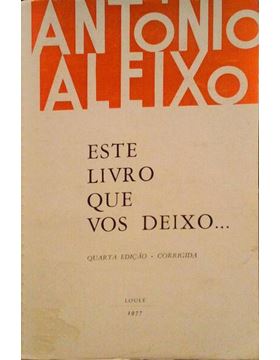 ANTÓNIO
ALEIXO
ESTE
LIVRO
QUE
VOS DEIXO...
QUARTA EDIÇÃO - CORRIGIDA
LOULÉ
1977